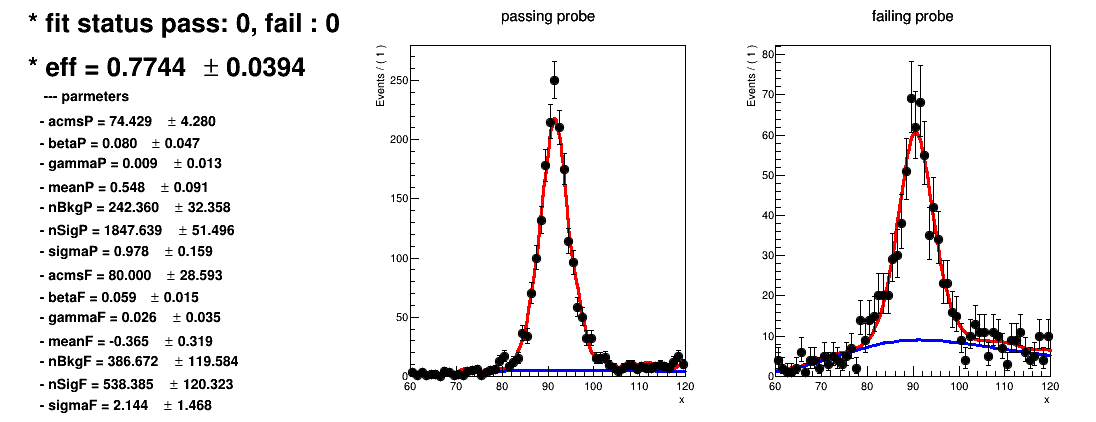 * fit status pass: 0, fail : 0
* eff = 0.7744 ± 0.0394
--- parmeters
- acmsP = 74.429 ± 4.280
- betaP = 0.080 ± 0.047
- gammaP = 0.009 ± 0.013
- meanP = 0.548 ± 0.091
- nBkgP = 242.360 ± 32.358
- nSigP = 1847.639 ± 51.496
- sigmaP = 0.978 ± 0.159
- acmsF = 80.000 ± 28.593
- betaF = 0.059 ± 0.015
- gammaF = 0.026 ± 0.035
- meanF = -0.365 ± 0.319
- nBkgF = 386.672 ± 119.584
- nSigF = 538.385 ± 120.323
- sigmaF = 2.144 ± 1.468
passing probe
Events / ( 1 )
250
200
150
100
50
0
60 70 80 90 100 110 120
x
failing probe
Events / ( 1 )
80
70
60
50
40
30
20
10
0
60 70 80 90 100 110 120
x